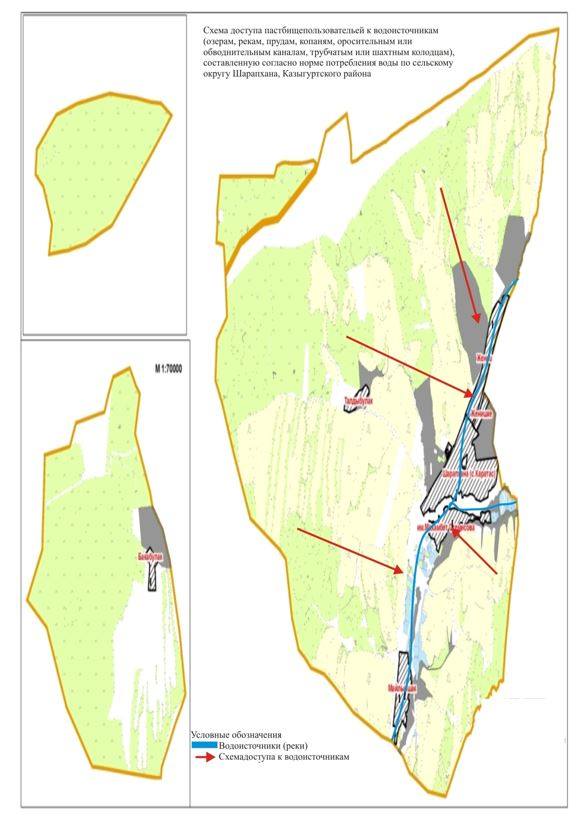 Схема доступа пастбищепользователей к водоисточникам
(озерам, рекам, прудам, копаням, оросительным или
обводнительным каналам, трубчатым или шахтным колодцам),
составленную согласно норме потребления воды по сельскому
округу Шарапхана, Казыгуртского района
М 1:70000
Талдыбулак
Женишке
Шарапхана (с.Каратас)
Бакабулак
Условные обозначения
Водоисточники (реки)
Схемадоступа к водоисточникам